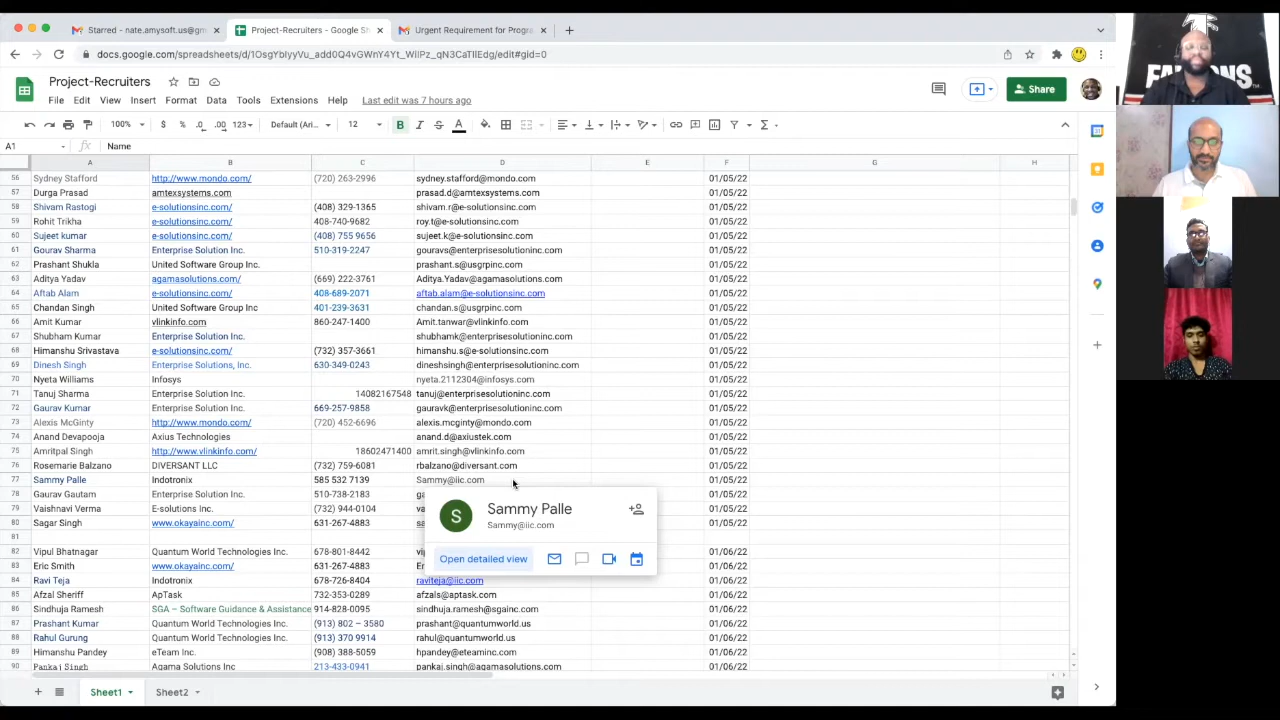 Starred - nate.amysoft.us@gm
Project-Recruiters - Google Sh
Urgent Requirement for Progra
docs.google.com/spreadsheets/d/
/edit#gid=0
Project-Recruiters
File Edit View Insert Format Data Tools Extensions Help Last edit was 7 hours ago
Share
100% $ % .0 .00 123 Default (Ari... 12 B I S A
A1 fx Name
A B C D E F G H
56 Sydney Stafford http://www.mondo.com/ (720) 263-2996 sydney.stafford@mondo.com 01/05/22
57 Durga Prasad amtexsystems.com prasad.d@amtexsystems.com 01/05/22
58 Shivam Rastogi e-solutionsinc.com/ (408) 329-1365 shivam.r@e-solutionsinc.com 01/05/22
59 Rohit Trikha e-solutionsinc.com/ 408-740-9682 roy.t@e-solutionsinc.com 01/05/22
60 Sujeet kumar e-solutionsinc.com/ (408) 755 9656 sujeet.k@e-solutionsinc.com 01/05/22
61 Gourav Sharma Enterprise Solution Inc. 510-319-2247 gouravs@enterprisesolutioninc.com 01/05/22
62 Prashant Shukla United Software Group Inc. prashant.s@usgrpinc.com 01/05/22
63 Aditya Yadav agamasolutions.com/ (669) 222-3761 Aditya.Yadav@agamasolutions.com 01/05/22
64 Aftab Alam e-solutionsinc.com/ 408-689-2071 aftab.alam@e-solutionsinc.com 01/05/22
65 Chandan Singh United Software Group Inc 401-239-3631 chandan.s@usgrpinc.com 01/05/22
66 Amit Kumar vlinkinfo.com 860-247-1400 Amit.tanwar@vlinkinfo.com 01/05/22
67 Shubham Kumar Enterprise Solution Inc. shubhamk@enterprisesolutioninc.com 01/05/22
68 Himanshu Srivastava e-solutionsinc.com/ (732) 357-3661 himanshu.s@e-solutionsinc.com 01/05/22
69 Dinesh Singh Enterprise Solutions, Inc. 630-349-0243 dineshsingh@enterprisesolutioninc.com 01/05/22
70 Nyeta Williams Infosys nyeta.2112304@infosys.com 01/05/22
71 Tanuj Sharma Enterprise Solution Inc. 14082167548 tanuj@enterprisesolutioninc.com 01/05/22
72 Gaurav Kumar Enterprise Solution Inc. 669-257-9858 gauravk@enterprisesolutioninc.com 01/05/22
73 Alexis McGinty http://www.mondo.com/ (720) 452-6696 alexis.mcginty@mondo.com 01/05/22
74 Anand Devapooja Axius Technologies anand.d@axiustek.com 01/05/22
75 Amritpal Singh http://www.vlinkinfo.com/ 18602471400 amrit.singh@vlinkinfo.com 01/05/22
76 Rosemarie Balzano DIVERSANT LLC (732) 759-6081 rbalzano@diversant.com 01/05/22
77 Sammy Palle Indotronix 585 532 7139 Sammy@iic.com 01/05/22
78 Gaurav Gautam E-solutions Inc. 510-738-2183 ga 01/05/22
79 Vaishnavi Verma E-solutions Inc. (732) 944-0104 va 01/05/22
80 Sagar Singh www.okayainc.com/ 631-267-4883 sa 01/05/22
81
82 Vipul Bhatnagar Quantum World Technologies Inc. 678-801-8442 vip 01/06/22
83 Eric Smith www.okayainc.com/ 631-267-4883 Er 01/06/22
84 Ravi Teja Indotronix 678-726-8404 raviteja@iic.com 01/06/22
85 Afzal Sheriff ApTask 732-353-0289 afzals@aptask.com 01/06/22
86 Sindhuja Ramesh SGA – Software Guidance & Assistance 914-828-0095 sindhuja.ramesh@sgainc.com 01/06/22
87 Prashant Kumar Quantum World Technologies Inc. (913) 802 – 3580 prashant@quantumworld.us 01/06/22
88 Rahul Gurung Quantum World Technologies Inc. (913) 370 9914 rahul@quantumworld.us 01/06/22
89 Himanshu Pandey eTeam Inc. (908) 388-5059 hpandey@eteaminc.com 01/06/22
90 Pankaj Singh Agama Solutions Inc 213-433-0941 pankaj.singh@agamasolutions.com 01/06/22
S
Sammy Palle
Sammy@iic.com
Open detailed view
Sheet1 Sheet2